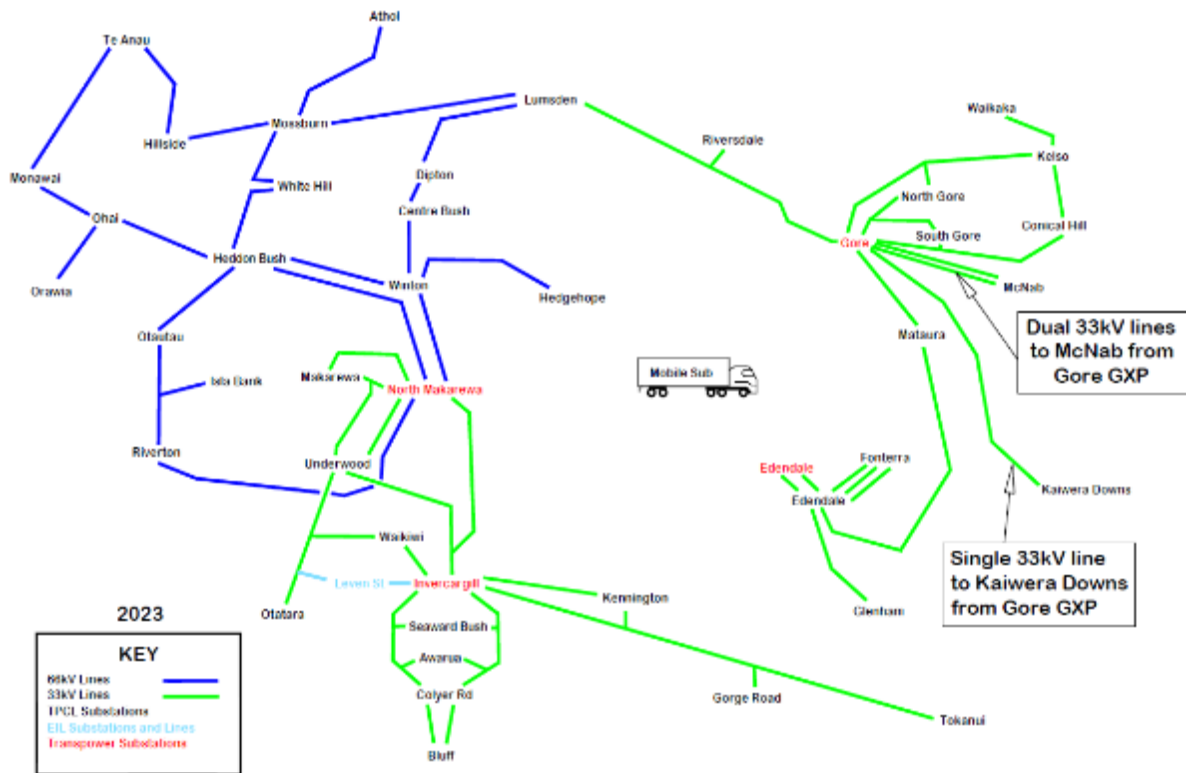 Athol
Te Anau
Lumsden
Waikaka
Mossburn
Riversdale
Hillside
Kelso
Monawai
White Hill
Dipton
North Gore
Ohai
Centre Bush
Conical Hill
South Gore
Gore
Heddon Bush
Winton
McNab
Orawia
Hedgehope
Dual 33kV lines
to McNab from
Gore GXP
Otautau
Mataura
Mobile Sub
Isla Bank
Makarewa
North Makarewa
Riverton
Underwood
Edendale
Fonterra
Edendale
Kaiwera Downs
Waikiwi
Single 33kV line
to Kaiwera Downs
from Gore GXP
Leven St
Invercargill
Kennington
Glenham
Otatara
2023
Seaward Bush
KEY
Awarua
66kV Lines
33kV Lines
Colyer Rd
Gorge Road
TPCL Substations
Tokanui
EIL Substations and Lines
Transpower Substations
Bluff